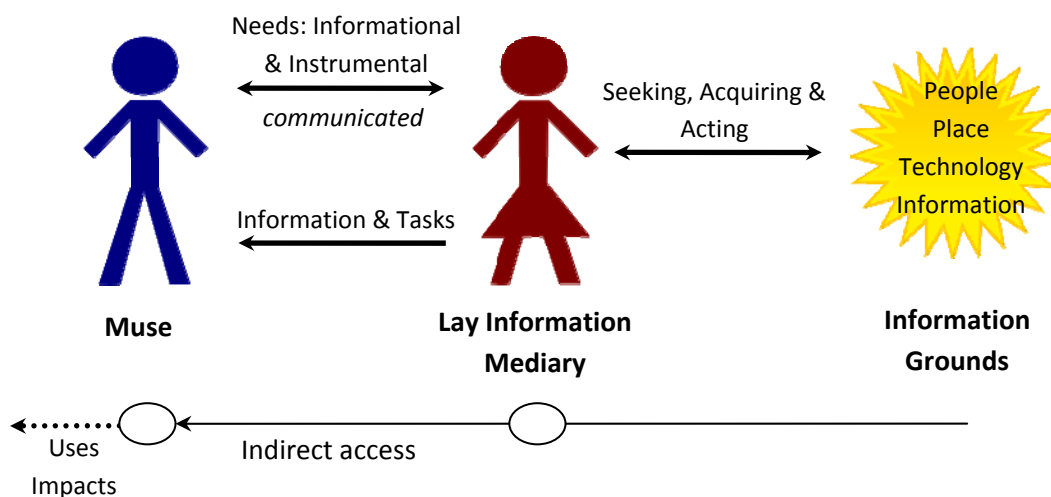 Needs: Informational
& Instrumental
communicated
Information & Tasks
Seeking, Acquiring &
Acting
People
Place
Technology
Information
Muse
Lay Information
Mediary
Information
Grounds
Indirect access
Uses
Impacts